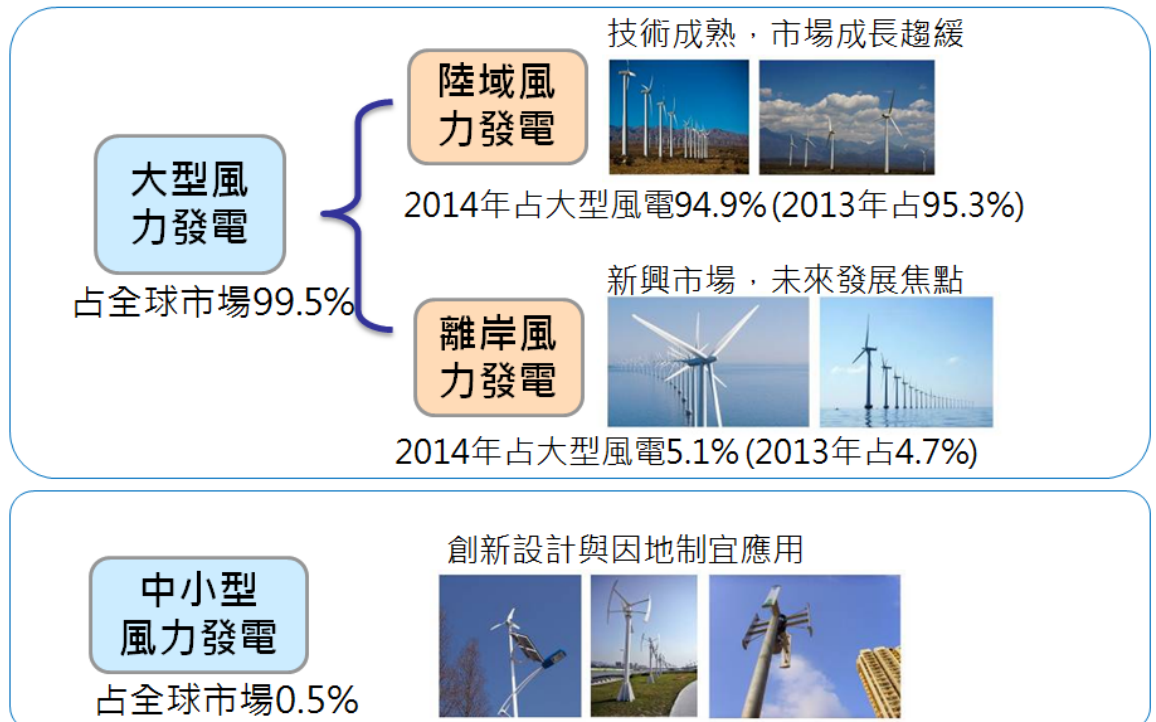 技術成熟，市場成長趨緩
陸域風
力發電
大型風
力發電
2014年占大型風電94.9% (2013年占95.3%)
占全球市場99.5%
新興市場，未來發展焦點
離岸風
力發電
2014年占大型風電5.1% (2013年占4.7%)
創新設計與因地制宜應用
中小型
風力發電
占全球市場0.5%